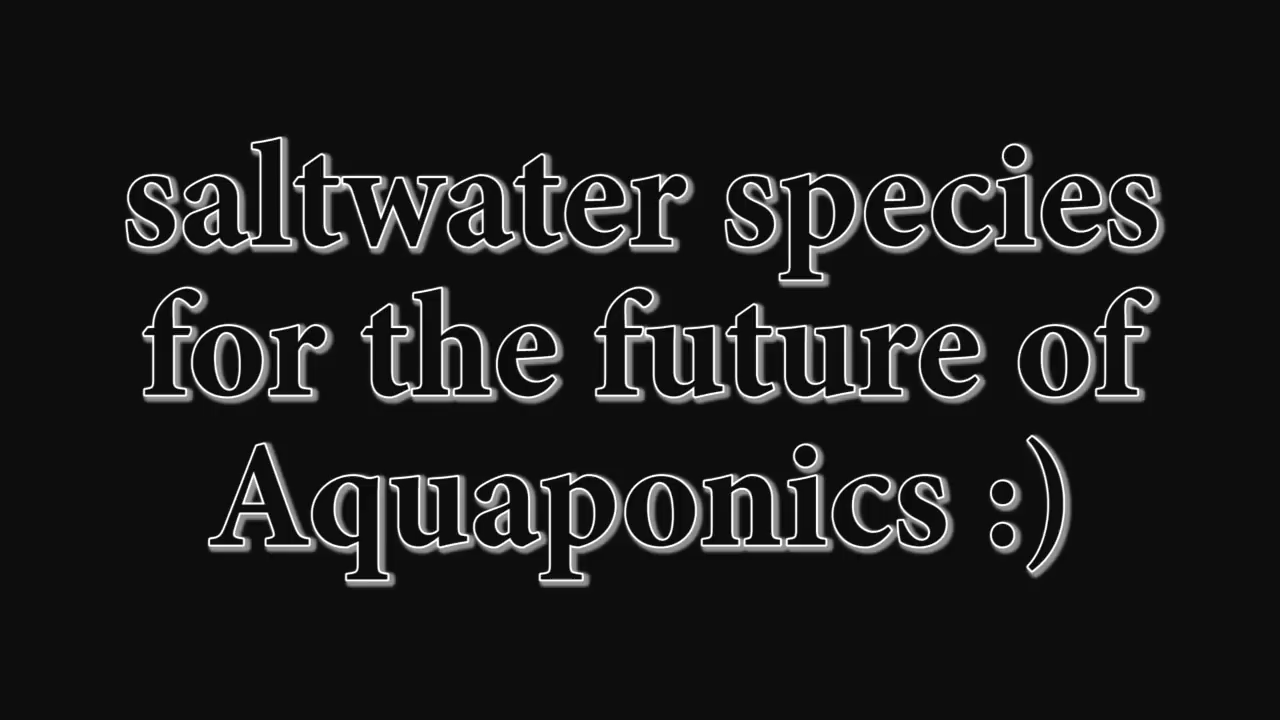 saltwater species
for the future of
Aquaponics :)